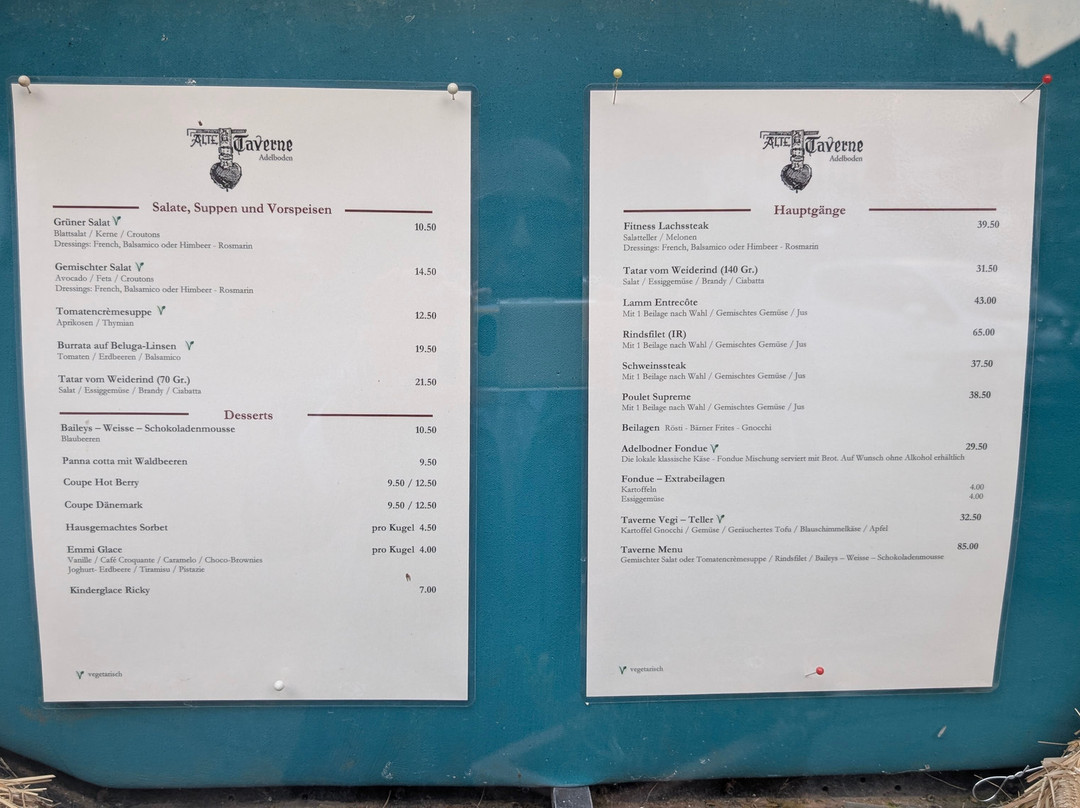 ALTE Taverne
Adelboden
Salate, Suppen und Vorspeisen
Grüner Salat 10.50
Blattsalat / Kerne / Croutons
Dressings: French, Balsamico oder Himbeer - Rosmarin
Gemischter Salat 14.50
Avocado / Feta / Croutons
Dressings: French, Balsamico oder Himbeer - Rosmarin
Tomatencrèmesuppe 12.50
Aprikosen / Thymian
Burrata auf Beluga-Linsen 19.50
Tomaten / Erdbeeren / Balsamico
Tatar vom Weiderind (70 Gr.) 21.50
Salat / Essiggemüse / Brandy / Ciabatta
Desserts
Baileys – Weisse – Schokoladenmousse 10.50
Blaubeeren
Panna cotta mit Waldbeeren 9.50
Coupe Hot Berry 9.50 / 12.50
Coupe Dänemark 9.50 / 12.50
Hausgemachtes Sorbet pro Kugel 4.50
Emmi Glace pro Kugel 4.00
Vanille / Café Croquante / Caramelo / Choco-Brownies
Joghurt- Erdbeere / Tiramisu / Pistazie
Kinderglace Ricky 7.00
vegetarisch
ALTE Taverne
Adelboden
Hauptgänge
Fitness Lachssteak 39.50
Salatteller / Melonen
Dressings: French, Balsamico oder Himbeer - Rosmarin
Tatar vom Weiderind (140 Gr.) 31.50
Salat / Essiggemüse / Brandy / Ciabatta
Lamm Entrecôte 43.00
Mit 1 Beilage nach Wahl / Gemischtes Gemüse / Jus
Rindsfilet (IR) 65.00
Mit 1 Beilage nach Wahl / Gemischtes Gemüse / Jus
Schweinssteak 37.50
Mit 1 Beilage nach Wahl / Gemischtes Gemüse / Jus
Poulet Supreme 38.50
Mit 1 Beilage nach Wahl / Gemischtes Gemüse / Jus
Beilagen Rösti - Bärner Frites - Gnocchi
Adelbodner Fondue 29.50
Die lokale klassische Käse - Fondue Mischung serviert mit Brot. Auf Wunsch ohne Alkohol erhältlich
Fondue – Extrabeilagen
Kartoffeln 4.00
Essiggemüse 4.00
Taverne Vegi – Teller 32.50
Kartoffel Gnocchi / Gemüse / Geräuchertes Tofu / Blauschimmelkäse / Apfel
Taverne Menu 85.00
Gemischter Salat oder Tomatencrèmesuppe / Rindsfilet / Baileys – Weisse – Schokoladenmousse
vegetarisch